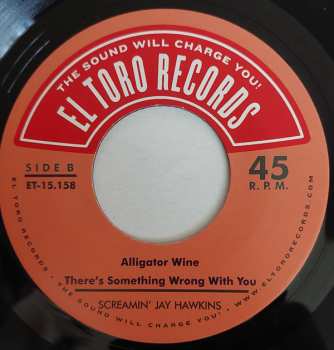 THE SOUND WILL CHARGE YOU!
EL TORO RECORDS
SIDE B
ET-15.158
45
R.P.M.
Alligator Wine
There's Something Wrong With You
SCREAMIN' JAY HAWKINS
EL TORO RECORDS
THE SOUND WILL CHARGE YOU!
WWW.ELTORORECORDS.COM